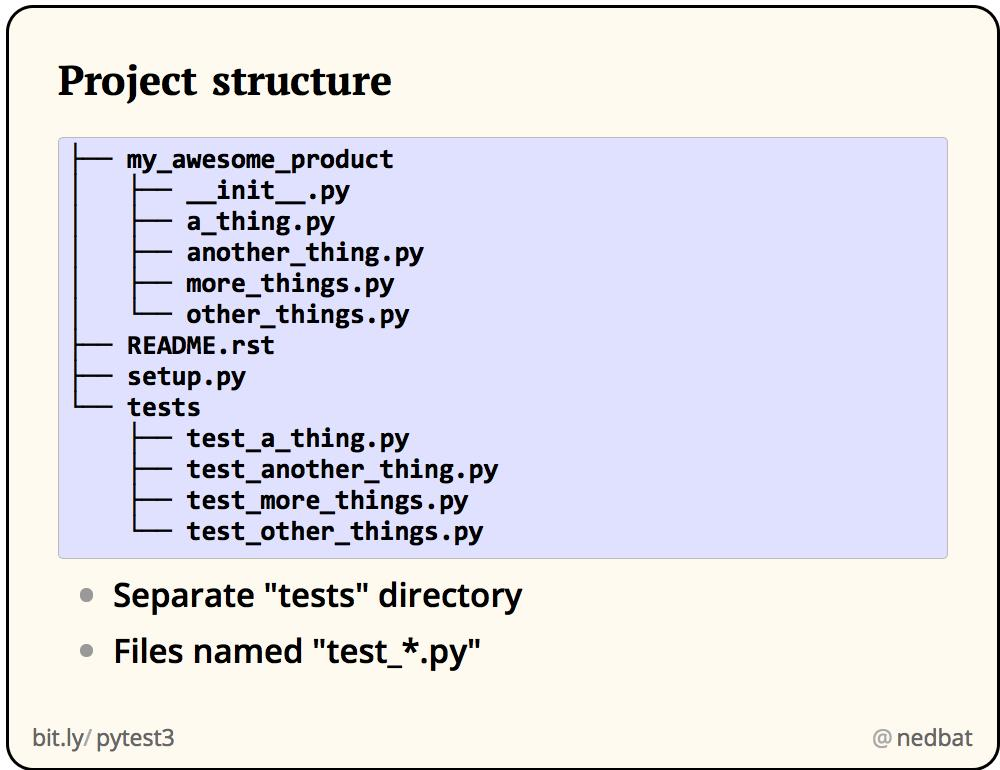 Project structure
├── my_awesome_product
│   ├── __init__.py
│   ├── a_thing.py
│   ├── another_thing.py
│   ├── more_things.py
│   └── other_things.py
├── README.rst
├── setup.py
└── tests
    ├── test_a_thing.py
    ├── test_another_thing.py
    ├── test_more_things.py
    └── test_other_things.py
• Separate "tests" directory
• Files named "test_*.py"
bit.ly/pytest3
@nedbat